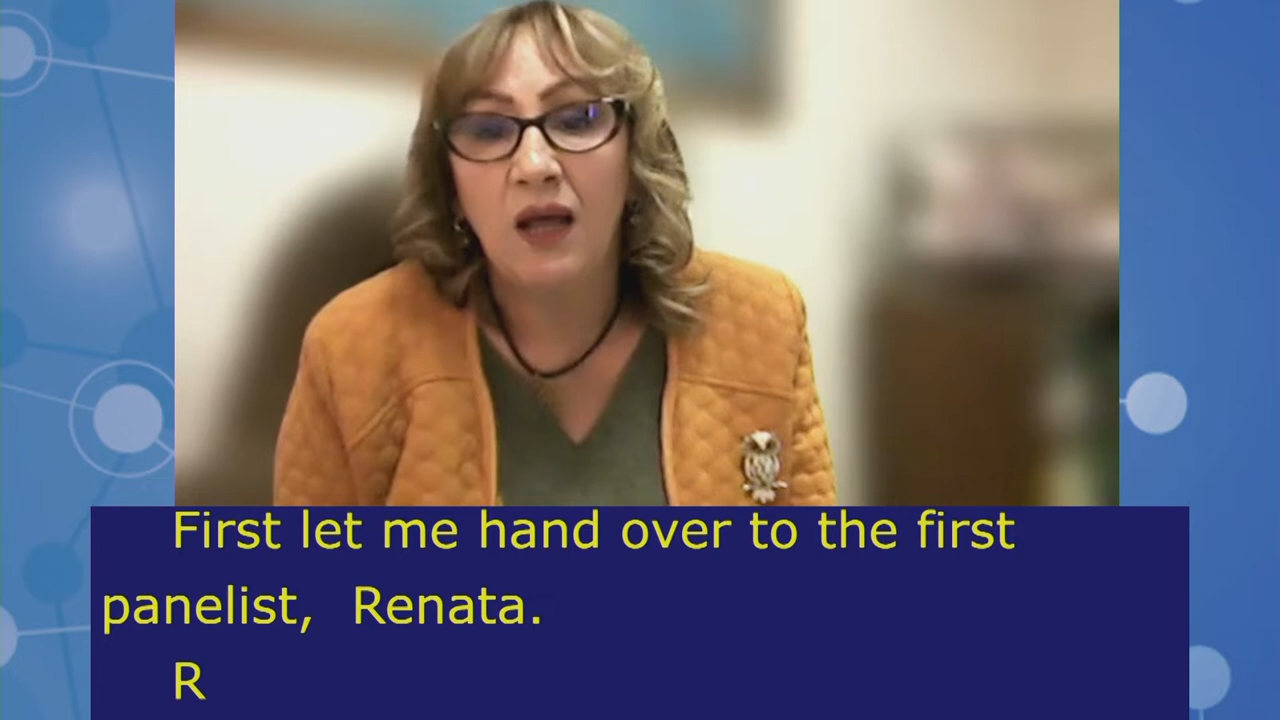 First let me hand over to the first
panelist, Renata.
R